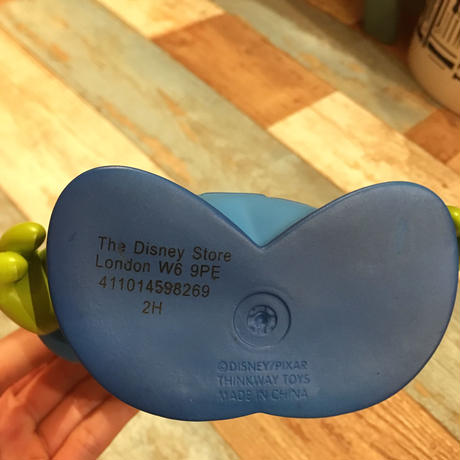 The Disney Store
London W6 9PE
411014598269
2H
©DISNEY/PIXAR
THINKWAY TOYS
MADE IN CHINA